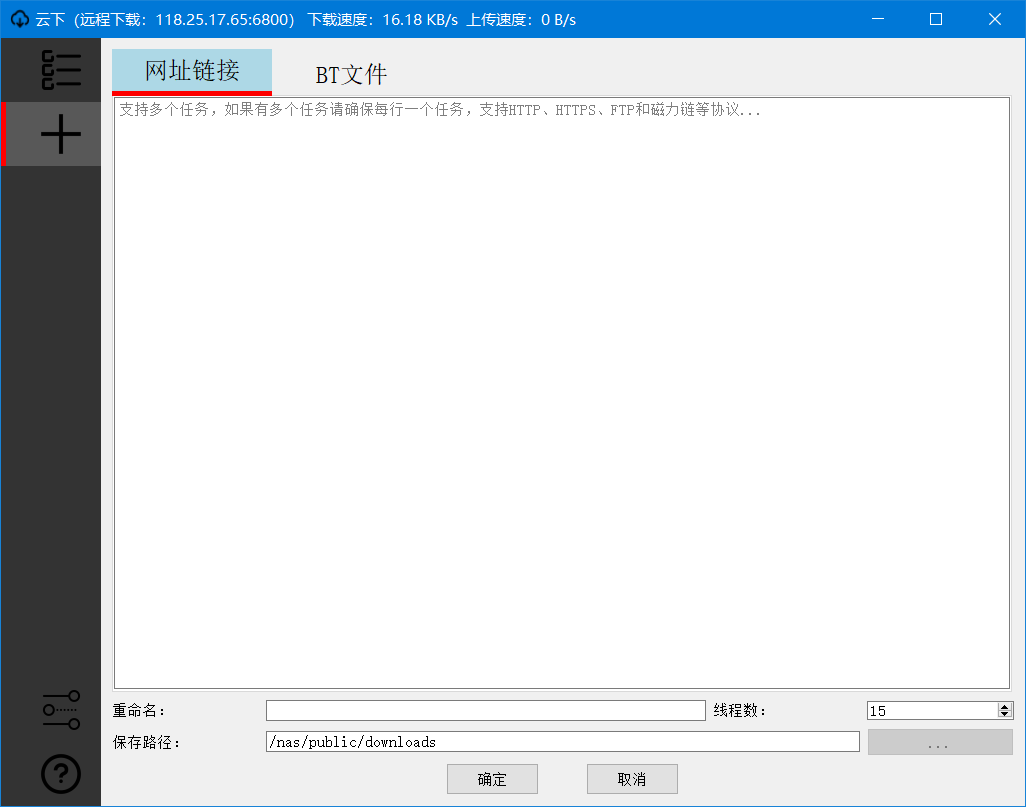 云下（远程下载：118.25.17.65:6800） 下载速度：16.18 KB/s 上传速度：0 B/s
网址链接 BT文件
支持多个任务，如果有多个任务请确保每行一个任务，支持HTTP、HTTPS、FTP和磁力链等协议...
重命名： 线程数： 15
保存路径： /nas/public/downloads ...
确定 取消